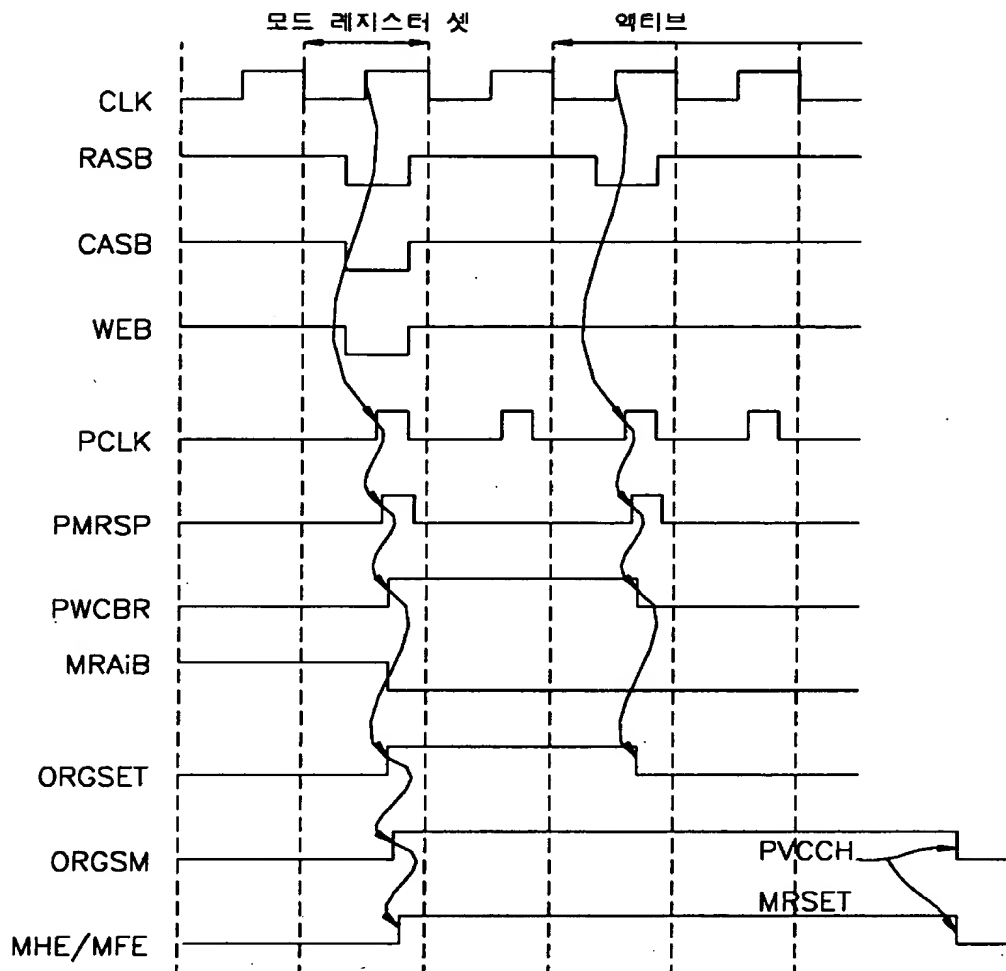 모드 레지스터 셋
액티브
CLK
RASB
CASB
WEB
PCLK
PMRSP
PWCBR
MRAiB
ORGSET
ORGSM
PVCCH
MRSET
MHE/MFE